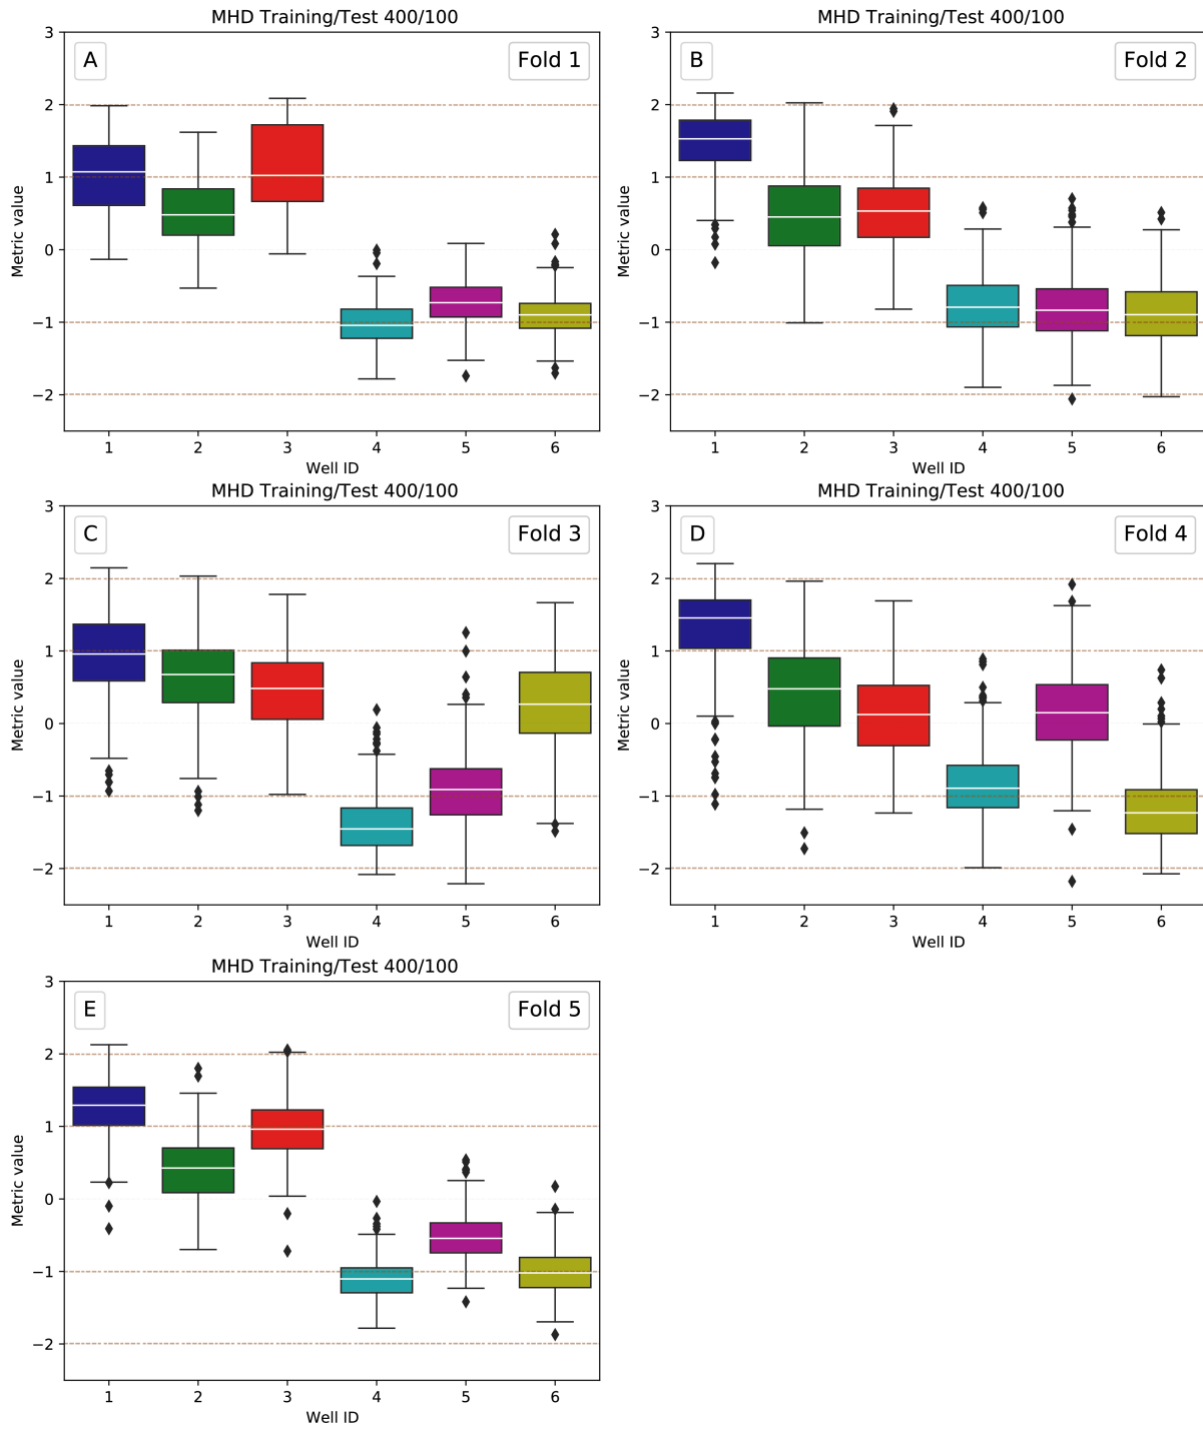 MHD Training/Test 400/100
A
Fold 1
3
2
1
0
−1
−2
Metric value
1 2 3 4 5 6
Well ID
MHD Training/Test 400/100
B
Fold 2
3
2
1
0
−1
−2
Metric value
1 2 3 4 5 6
Well ID
MHD Training/Test 400/100
C
Fold 3
3
2
1
0
−1
−2
Metric value
1 2 3 4 5 6
Well ID
MHD Training/Test 400/100
D
Fold 4
3
2
1
0
−1
−2
Metric value
1 2 3 4 5 6
Well ID
MHD Training/Test 400/100
E
Fold 5
3
2
1
0
−1
−2
Metric value
1 2 3 4 5 6
Well ID